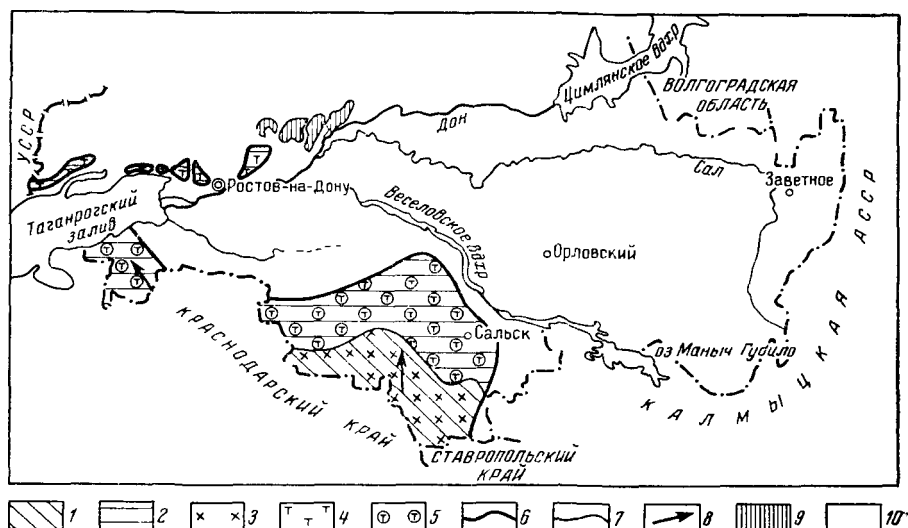 УССР
Цимлянское вдхр
ВОЛГОГРАДСКАЯ
ОБЛАСТЬ
Дон
Сал
Заветное
Ростов-на-Дону
Таганрогский
залив
Веселовское вдхр
Орловский
Сальск
оз Маныч Гудило
КРАСНОДАРСКИЙ КРАЙ
КАЛМЫЦКАЯ АССР
СТАВРОПОЛЬСКИЙ
КРАЙ
1 2 3 4 5 6 7 8 9 10